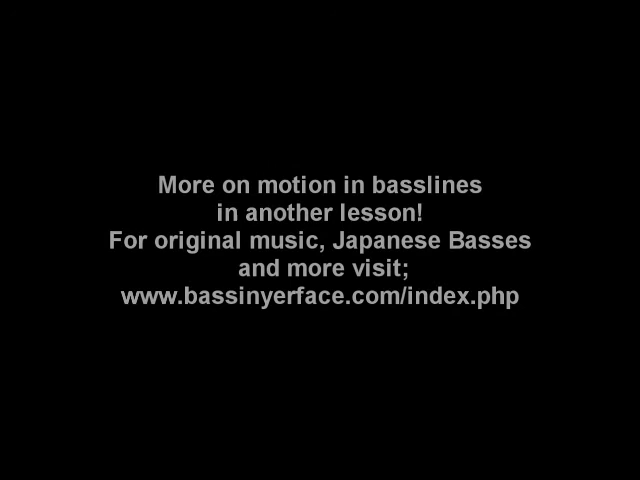 More on motion in basslines
in another lesson!
For original music, Japanese Basses
and more visit;
www.bassinyerface.com/index.php